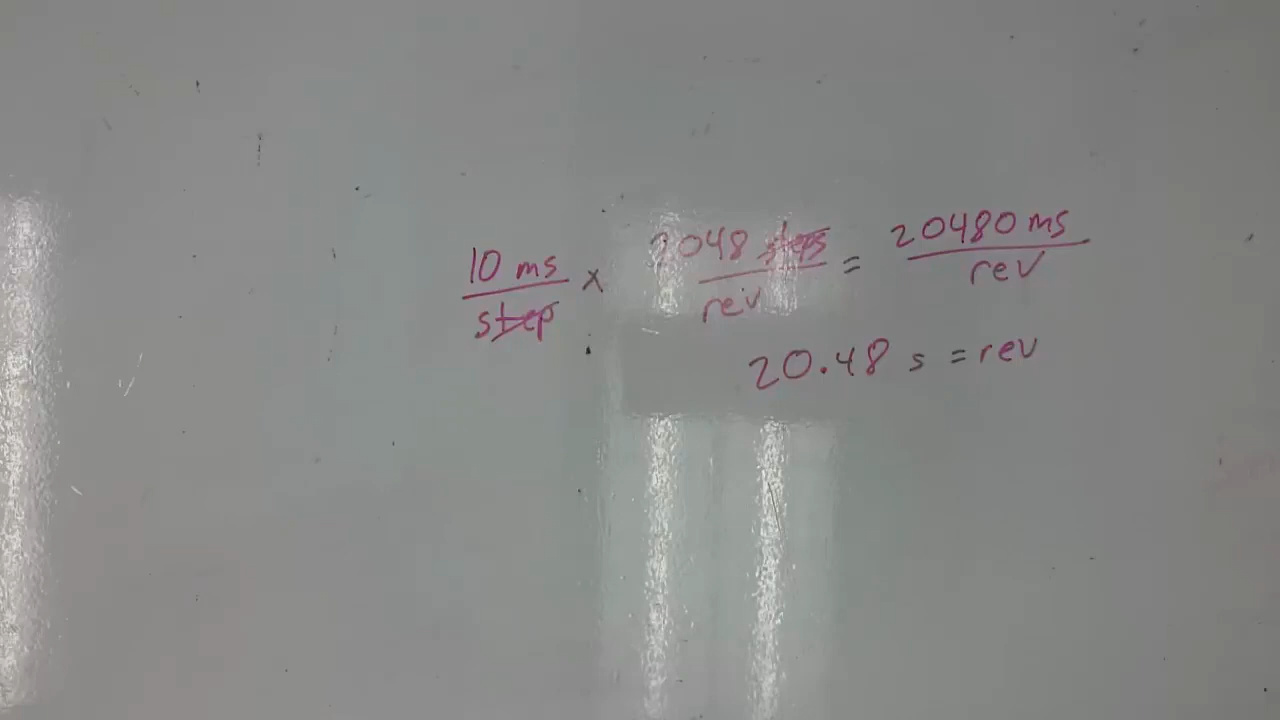 10 ms / step x 2048 steps / rev = 20480 ms / rev
20.48 s = rev